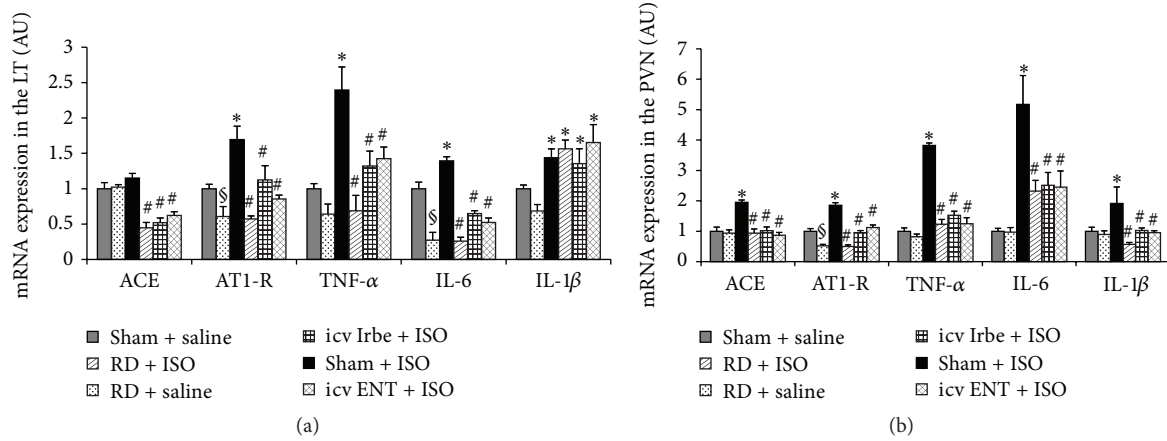 mRNA expression in the LT (AU)
3
2.5
2
1.5
1
0.5
0
* * * * * * *
# # # § # # # # # # § # # #
ACE AT1-R TNF-α IL-6 IL-1β
Sham + saline
RD + ISO
RD + saline
icv Irbe + ISO
Sham + ISO
icv ENT + ISO
(a)
mRNA expression in the PVN (AU)
7
6
5
4
3
2
1
0
* * * * *
# # # § # # # # # # # # # # # #
ACE AT1-R TNF-α IL-6 IL-1β
Sham + saline
RD + ISO
RD + saline
icv Irbe + ISO
Sham + ISO
icv ENT + ISO
(b)